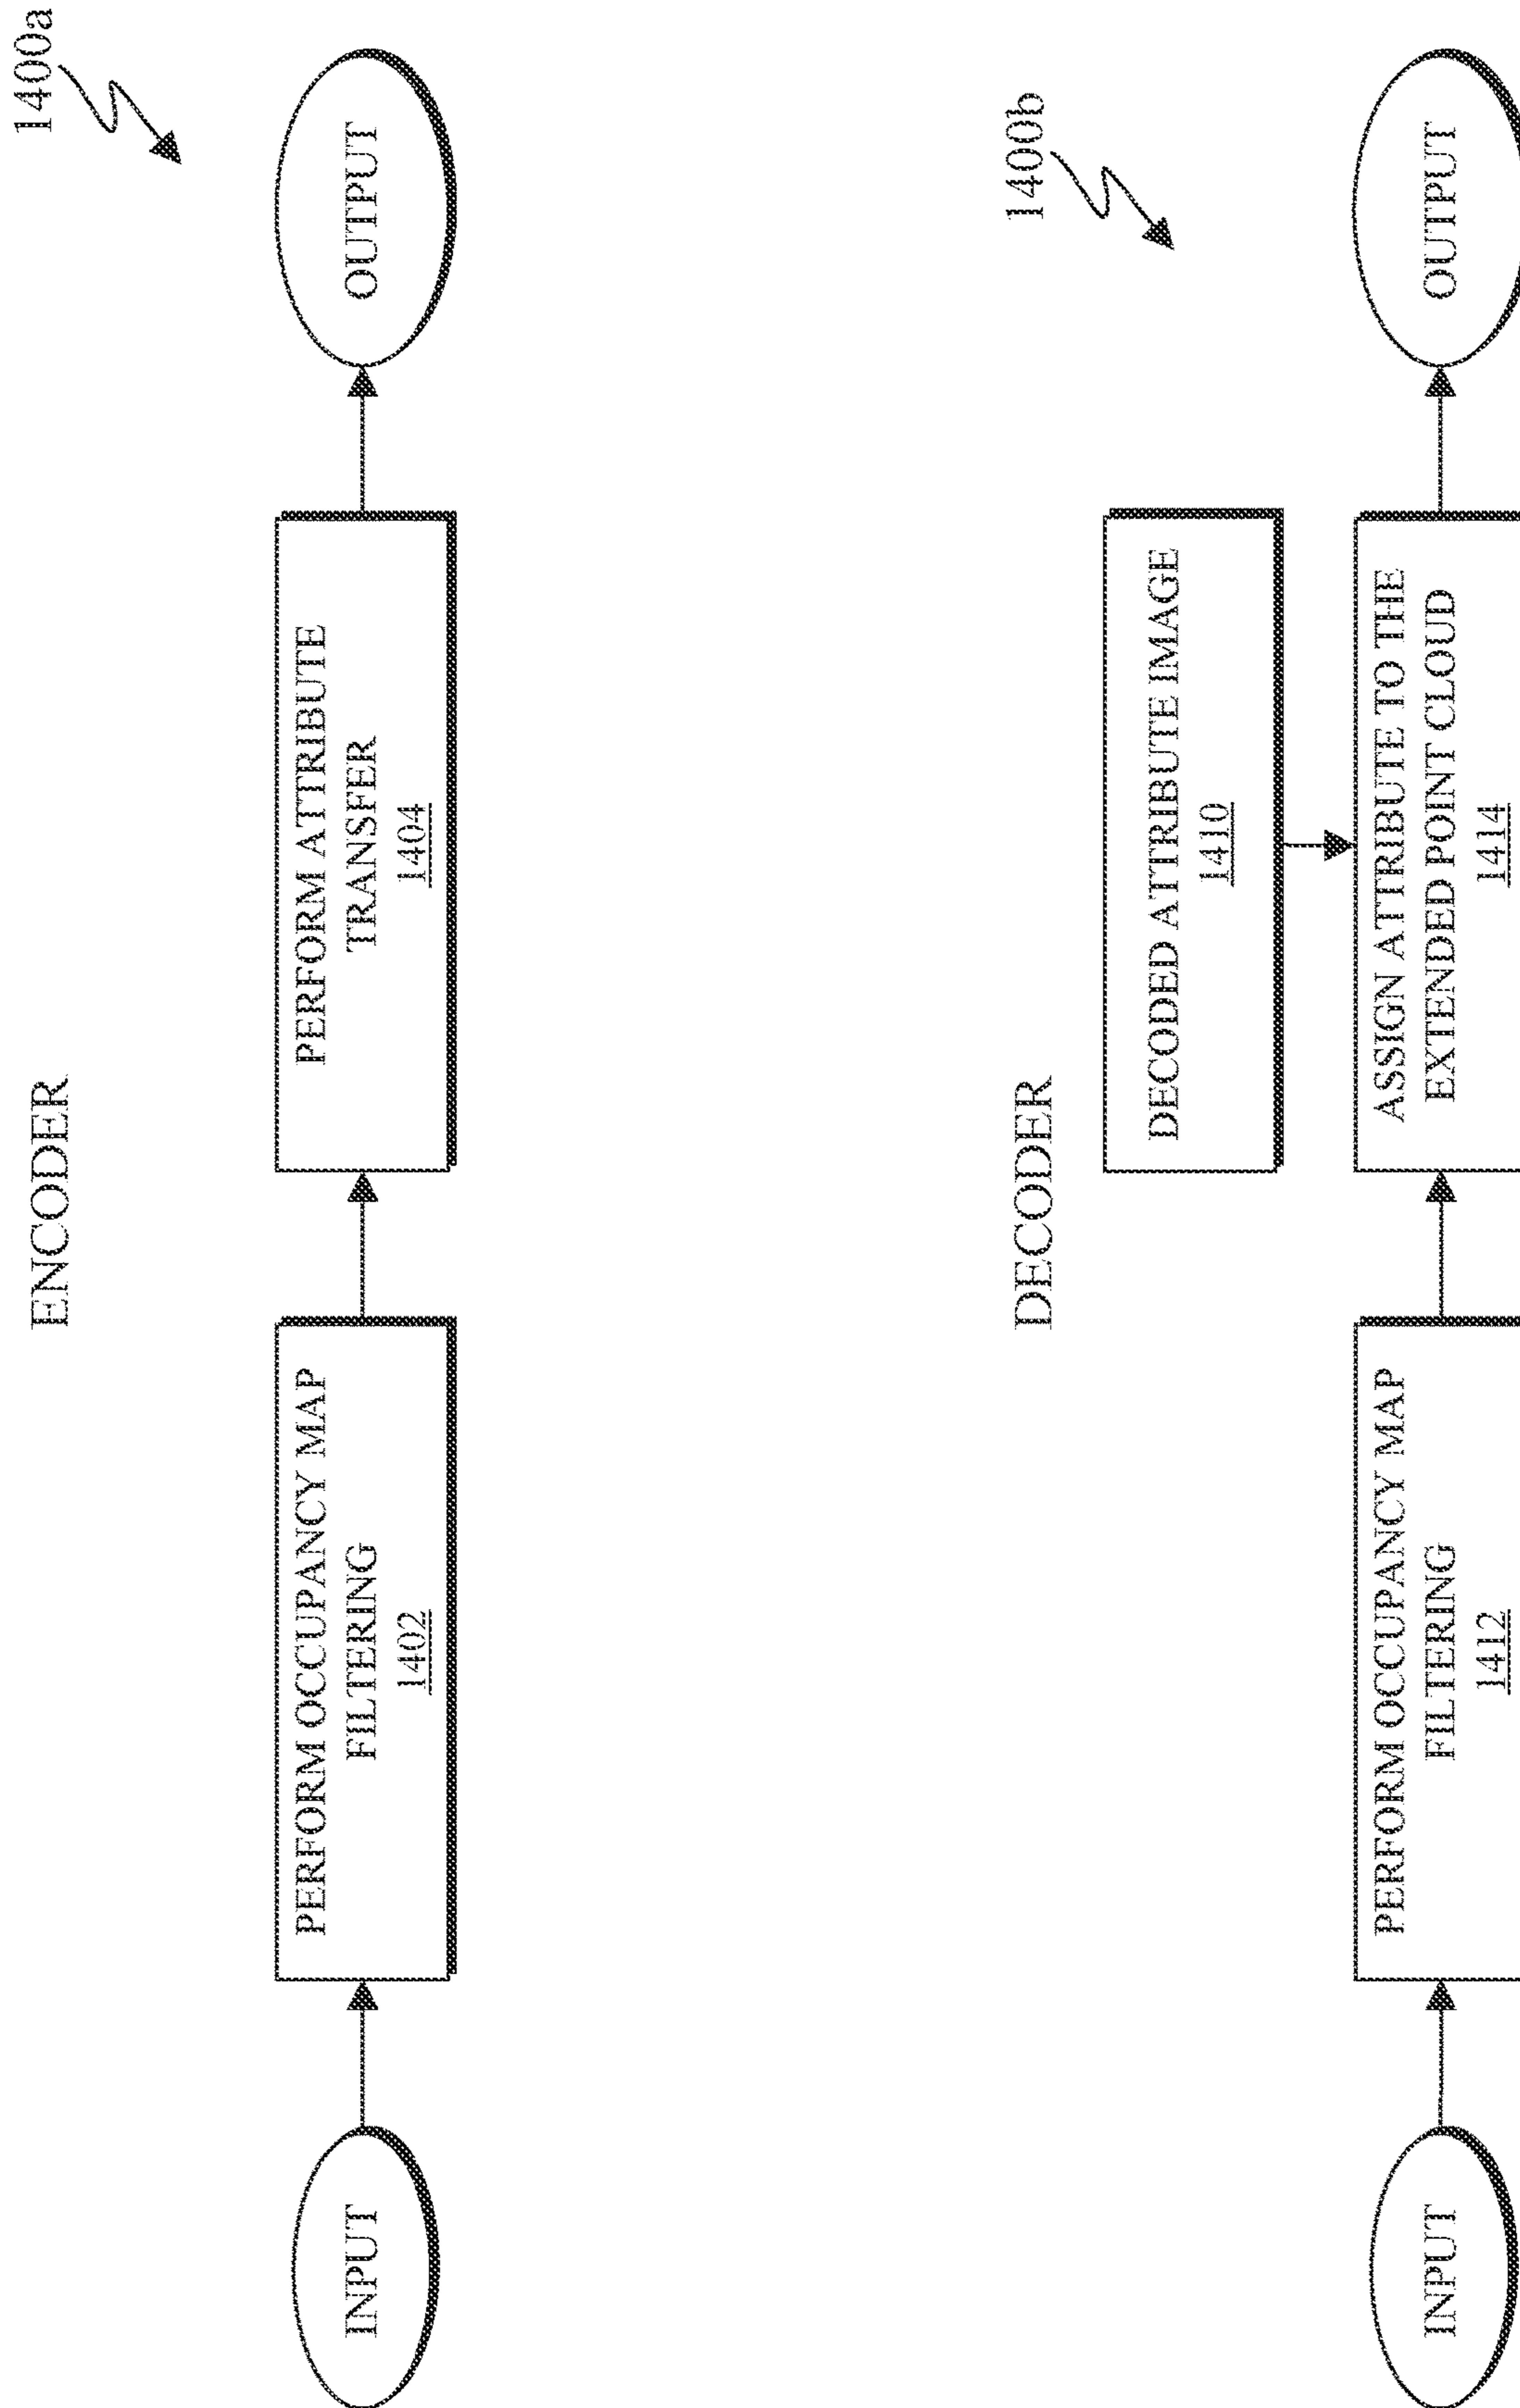 1400a
ENCODER
INPUT
PERFORM OCCUPANCY MAP
FILTERING
1402
PERFORM ATTRIBUTE
TRANSFER
1404
OUTPUT
1400b
DECODER
DECODED ATTRIBUTE IMAGE
1410
INPUT
PERFORM OCCUPANCY MAP
FILTERING
1412
ASSIGN ATTRIBUTE TO THE
EXTENDED POINT CLOUD
1414
OUTPUT